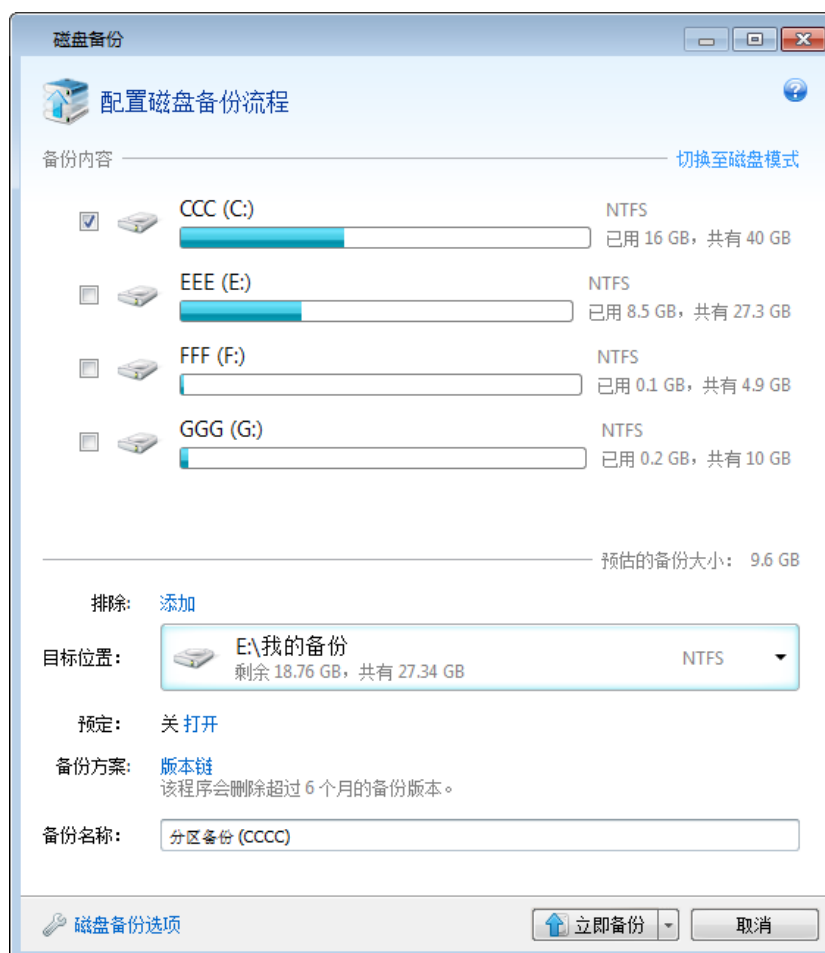 磁盘备份
配置磁盘备份流程
备份内容 切换至磁盘模式
CCC (C:) NTFS
已用 16 GB，共有 40 GB
EEE (E:) NTFS
已用 8.5 GB，共有 27.3 GB
FFF (F:) NTFS
已用 0.1 GB，共有 4.9 GB
GGG (G:) NTFS
已用 0.2 GB，共有 10 GB
预估的备份大小： 9.6 GB
排除: 添加
目标位置： E:\我的备份 NTFS
剩余 18.76 GB，共有 27.34 GB
预定： 关 打开
备份方案: 版本链
该程序会删除超过 6 个月的备份版本。
备份名称： 分区备份 (CCCC)
磁盘备份选项 立即备份 取消